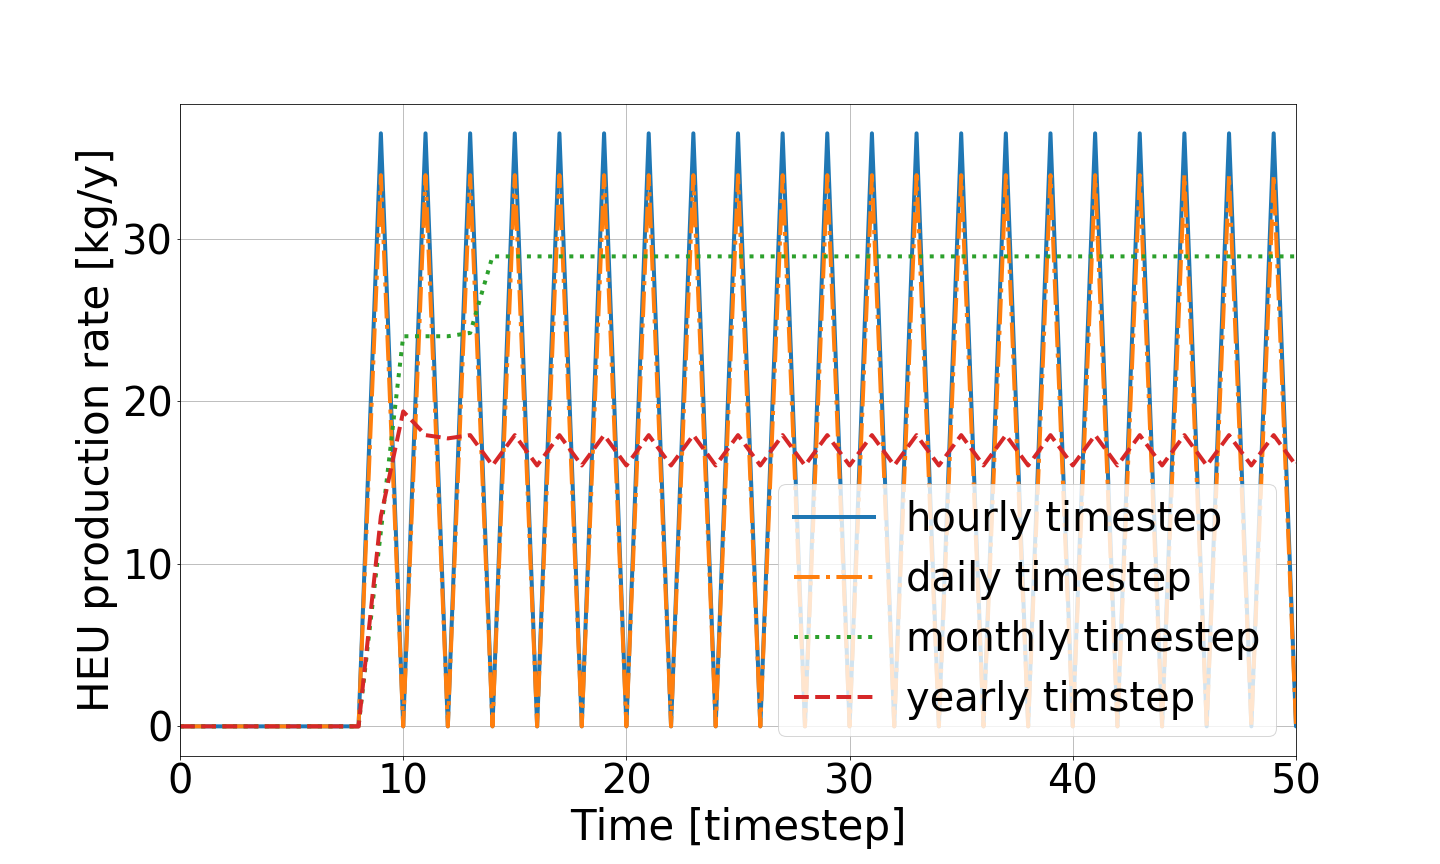 HEU production rate [kg/y]
30
20
10
0
hourly timestep
daily timestep
monthly timestep
yearly timstep
0 10 20 30 40 50
Time [timestep]